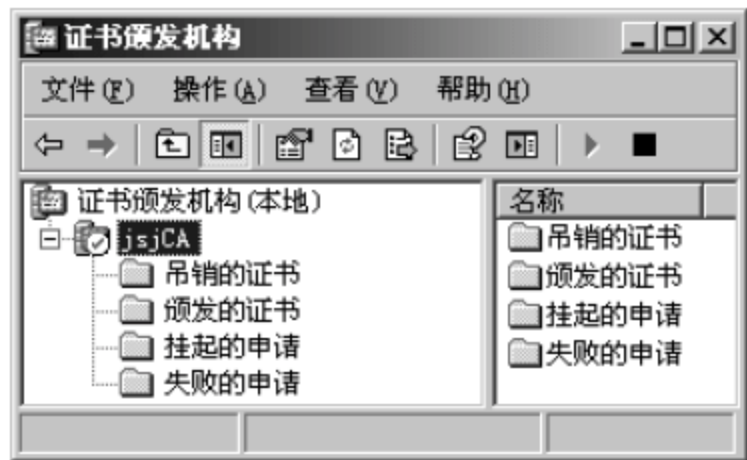 证书颁发机构
文件(F) 操作(A) 查看(V) 帮助(H)
证书颁发机构(本地)
jsjCA
吊销的证书
颁发的证书
挂起的申请
失败的申请
名称
吊销的证书
颁发的证书
挂起的申请
失败的申请